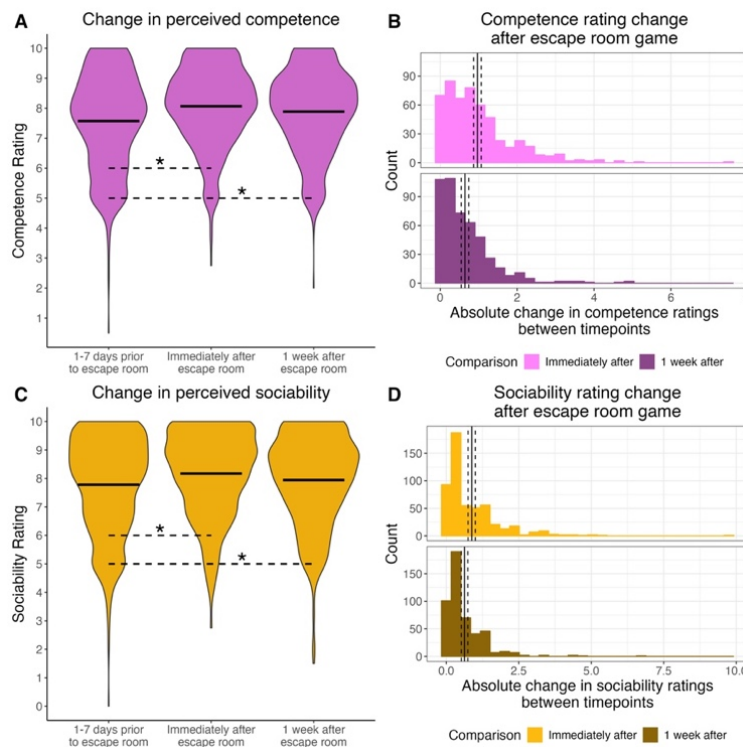 A
Change in perceived competence
Competence Rating
10
9
8
7
6
5
4
3
2
1
*
*
1-7 days prior
to escape room
Immediately after
escape room
1 week after
escape room
B
Competence rating change
after escape room game
Count
90
60
30
0
90
60
30
0
0
2
4
6
Absolute change in competence ratings
between timepoints
Comparison
Immediately after
1 week after
C
Change in perceived sociability
Sociability Rating
10
9
8
7
6
5
4
3
2
1
0
*
*
1-7 days prior
to escape room
Immediately after
escape room
1 week after
escape room
D
Sociability rating change
after escape room game
Count
150
100
50
0
150
100
50
0
0.0
2.5
5.0
7.5
10.0
Absolute change in sociability ratings
between timepoints
Comparison
Immediately after
1 week after